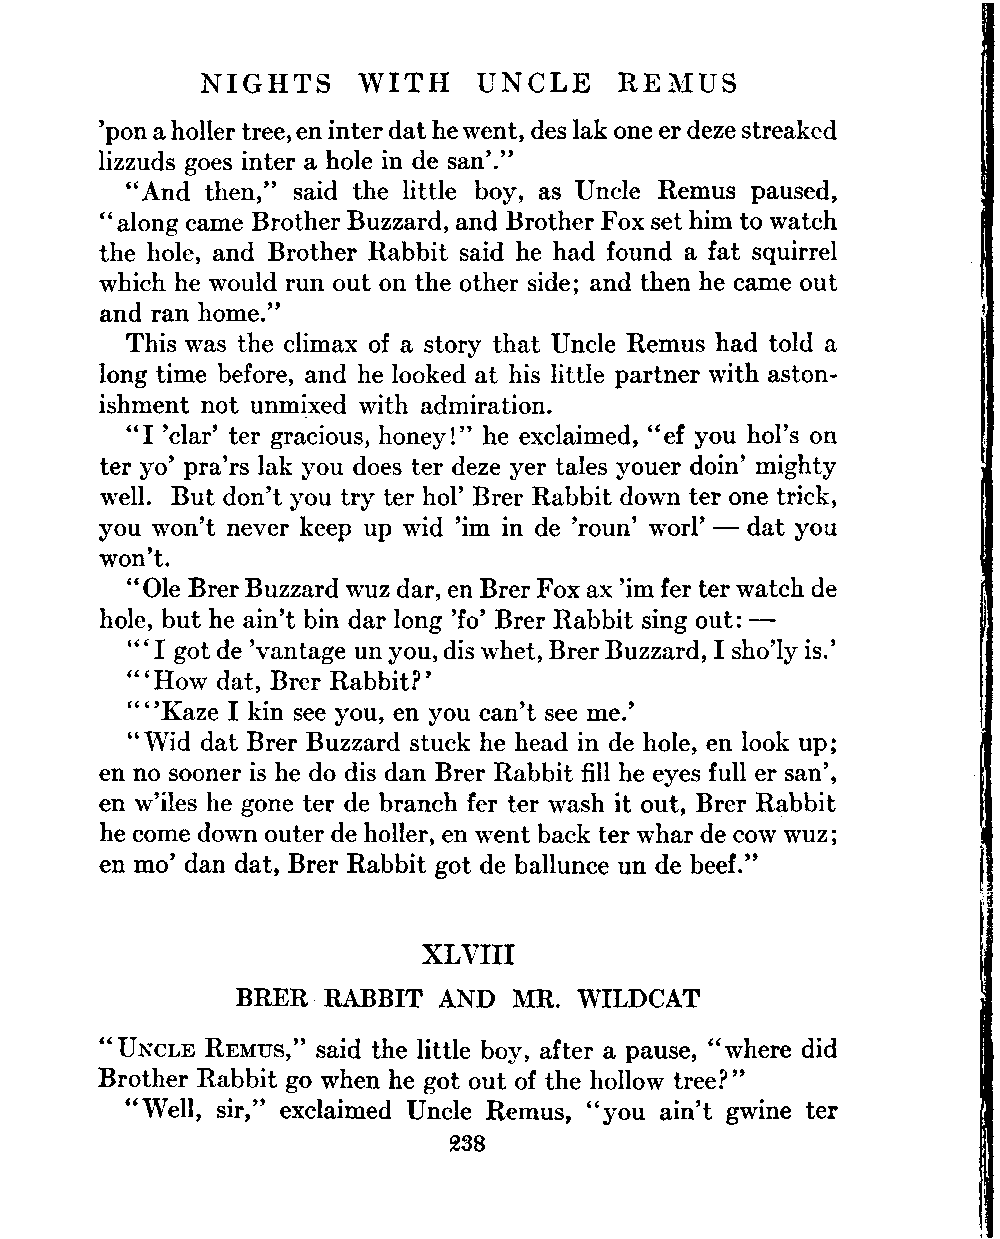 NIGHTS WITH UNCLE REMUS
’pon a holler tree, en inter dat he went, des lak one er deze streaked
lizzuds goes inter a hole in de san’.”
“And then,” said the little boy, as Uncle Remus paused,
“along came Brother Buzzard, and Brother Fox set him to watch
the hole, and Brother Rabbit said he had found a fat squirrel
which he would run out on the other side; and then he came out
and ran home.”
This was the climax of a story that Uncle Remus had told a
long time before, and he looked at his little partner with aston-
ishment not unmixed with admiration.
“I ’clar’ ter gracious, honey!” he exclaimed, “ef you hol’s on
ter yo’ pra’rs lak you does ter deze yer tales youer doin’ mighty
well. But don’t you try ter hol’ Brer Rabbit down ter one trick,
you won’t never keep up wid ’im in de ’roun’ worl’ — dat you
won’t.
“Ole Brer Buzzard wuz dar, en Brer Fox ax ’im fer ter watch de
hole, but he ain’t bin dar long ’fo’ Brer Rabbit sing out: —
“‘I got de ’vantage un you, dis whet, Brer Buzzard, I sho’ly is.’
“‘How dat, Brer Rabbit?’
“‘’Kaze I kin see you, en you can’t see me.’
“Wid dat Brer Buzzard stuck he head in de hole, en look up;
en no sooner is he do dis dan Brer Rabbit fill he eyes full er san’,
en w’iles he gone ter de branch fer ter wash it out, Brer Rabbit
he come down outer de holler, en went back ter whar de cow wuz;
en mo’ dan dat, Brer Rabbit got de ballunce un de beef.”
XLVIII
BRER RABBIT AND MR. WILDCAT
“UNCLE REMUS,” said the little boy, after a pause, “where did
Brother Rabbit go when he got out of the hollow tree?”
“Well, sir,” exclaimed Uncle Remus, “you ain’t gwine ter
238